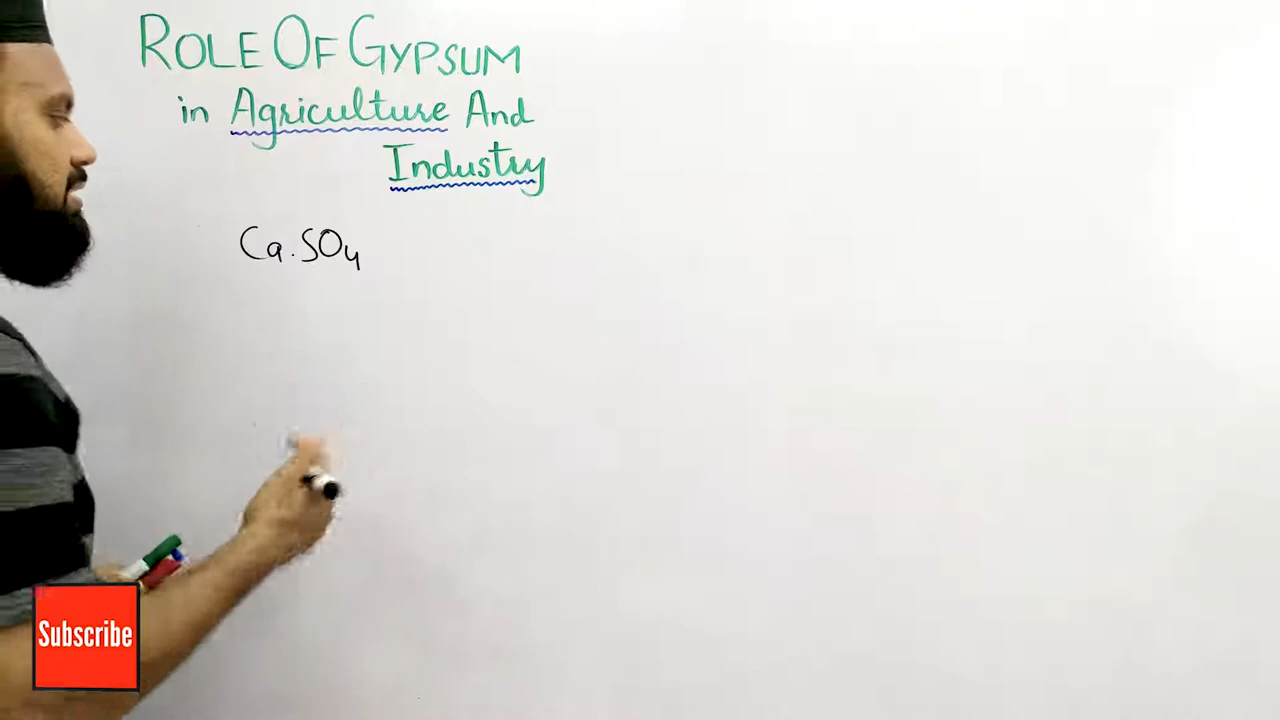 ROLE OF GYPSUM
in Agriculture And
Industry
Ca.SO₄
Subscribe